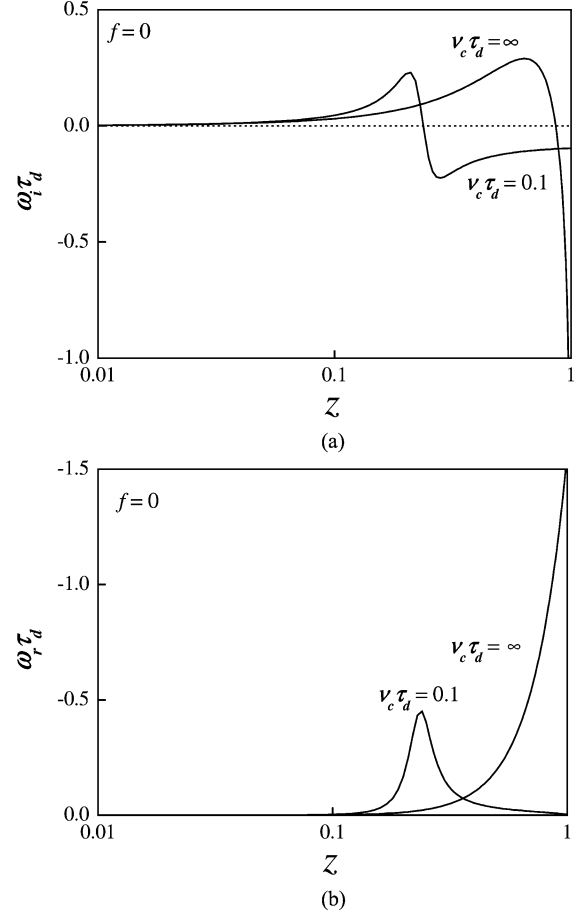 0.5
f = 0
ν_c τ_d = ∞
0.0
ω_i τ_d
ν_c τ_d = 0.1
-0.5
-1.0
0.01 0.1 1
z
(a)
-1.5
f = 0
-1.0
ω_r τ_d
ν_c τ_d = ∞
-0.5
ν_c τ_d = 0.1
0.0
0.01 0.1 1
z
(b)